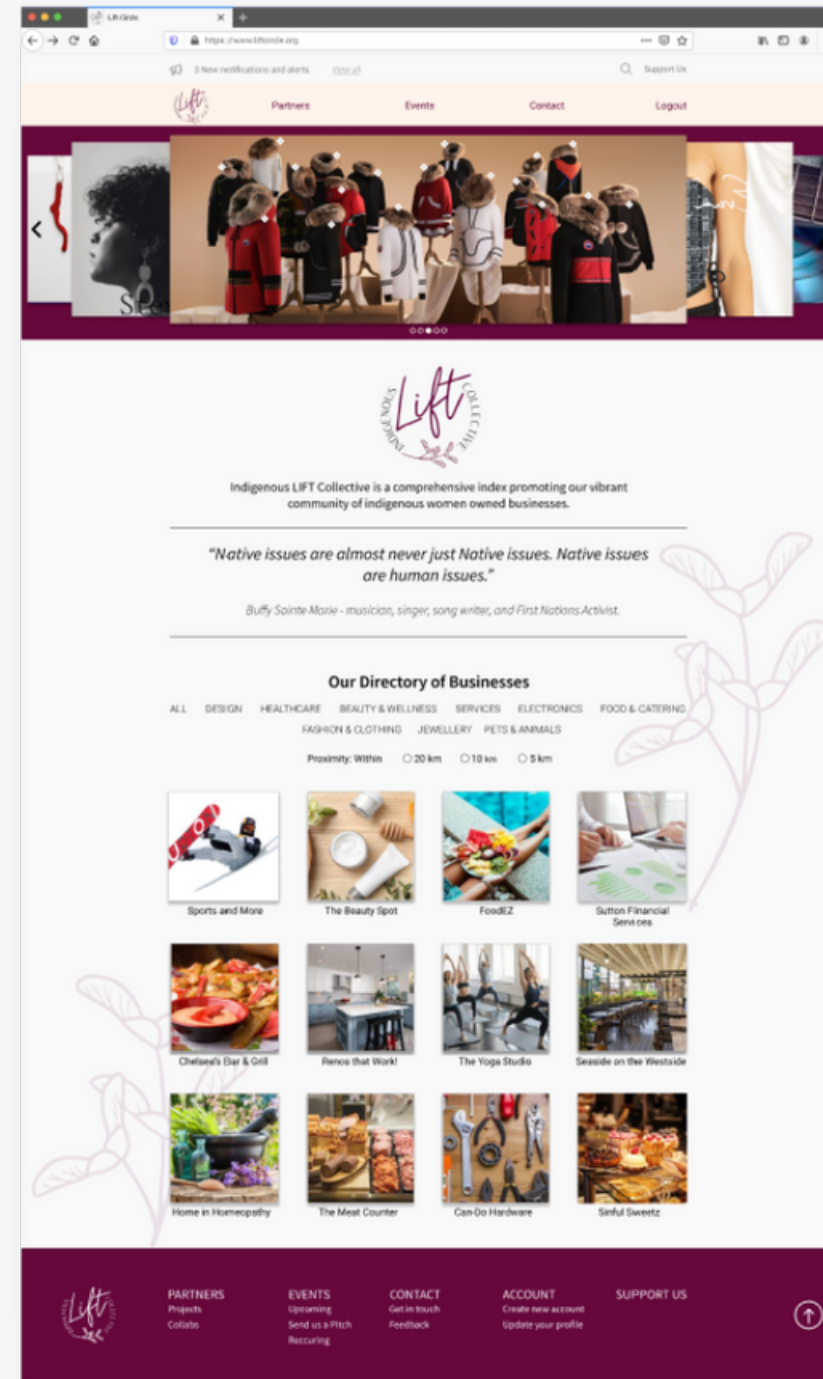 Lift Circle
https://www.liftcircle.org
3 New notifications and alerts. View all
Support Us
Lift
Partners Events Contact Logout
INDIGENOUS Lift COLLECTIVE
Indigenous LIFT Collective is a comprehensive index promoting our vibrant
community of indigenous women owned businesses.
"Native issues are almost never just Native issues. Native issues
are human issues."
Buffy Sainte Marie - musician, singer, song writer, and First Nations Activist.
Our Directory of Businesses
ALL DESIGN HEALTHCARE BEAUTY & WELLNESS SERVICES ELECTRONICS FOOD & CATERING
FASHION & CLOTHING JEWELLERY PETS & ANIMALS
Proximity: Within 20 km 10 km 5 km
Sports and More The Beauty Spot FoodEZ Sutton Financial
Services
Chelsea's Bar & Grill Renos that Work! The Yoga Studio Seaside on the Westside
Home in Homeopathy The Meat Counter Can-Do Hardware Sinful Sweetz
Lift
PARTNERS EVENTS CONTACT ACCOUNT SUPPORT US
Projects Upcoming Get in touch Create new account
Collabs Send us a Pitch Feedback Update your profile
Reccuring